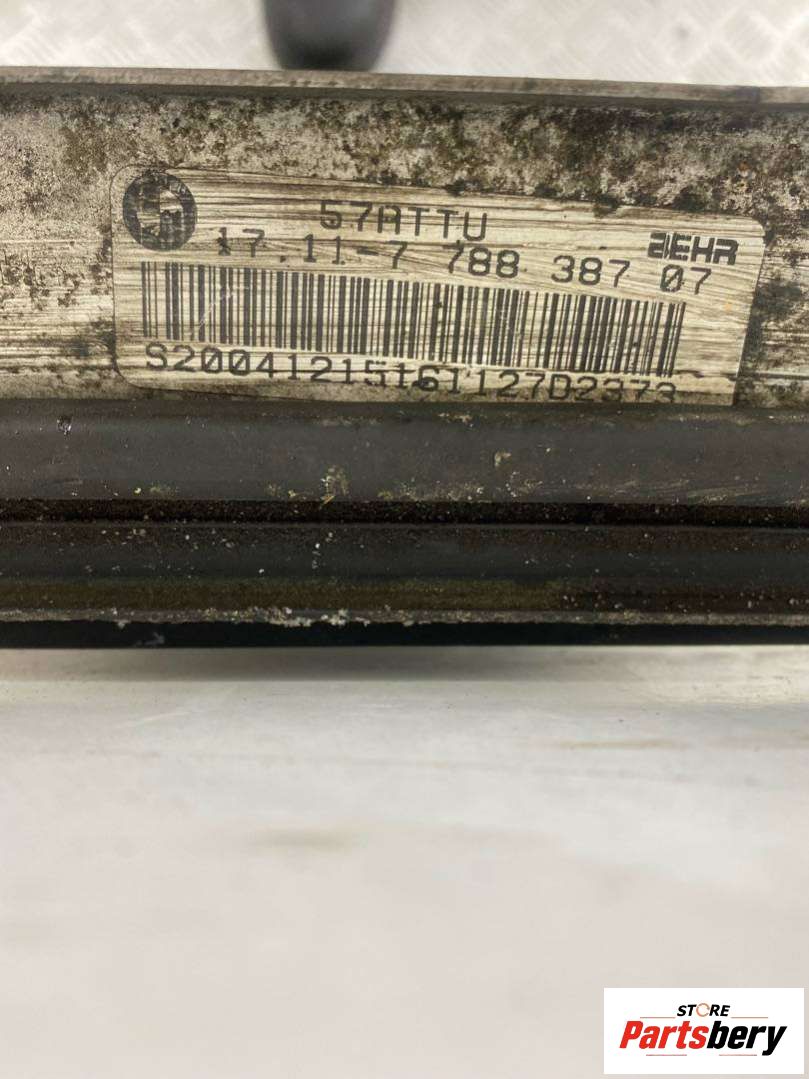 57ATTU
BEHR
17.11-7 788 387 07
S20041215161127D2373
STORE
Partsbery